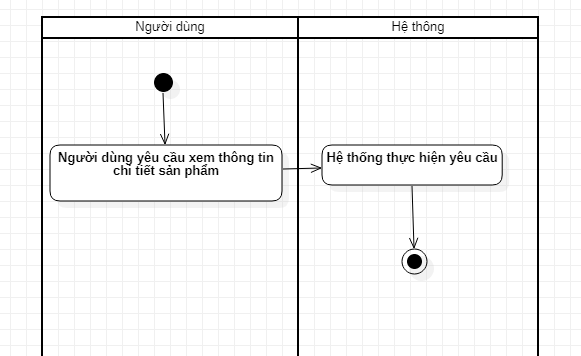 Người dùng
Hệ thông
Người dùng yêu cầu xem thông tin
chi tiết sản phẩm
Hệ thống thực hiện yêu cầu